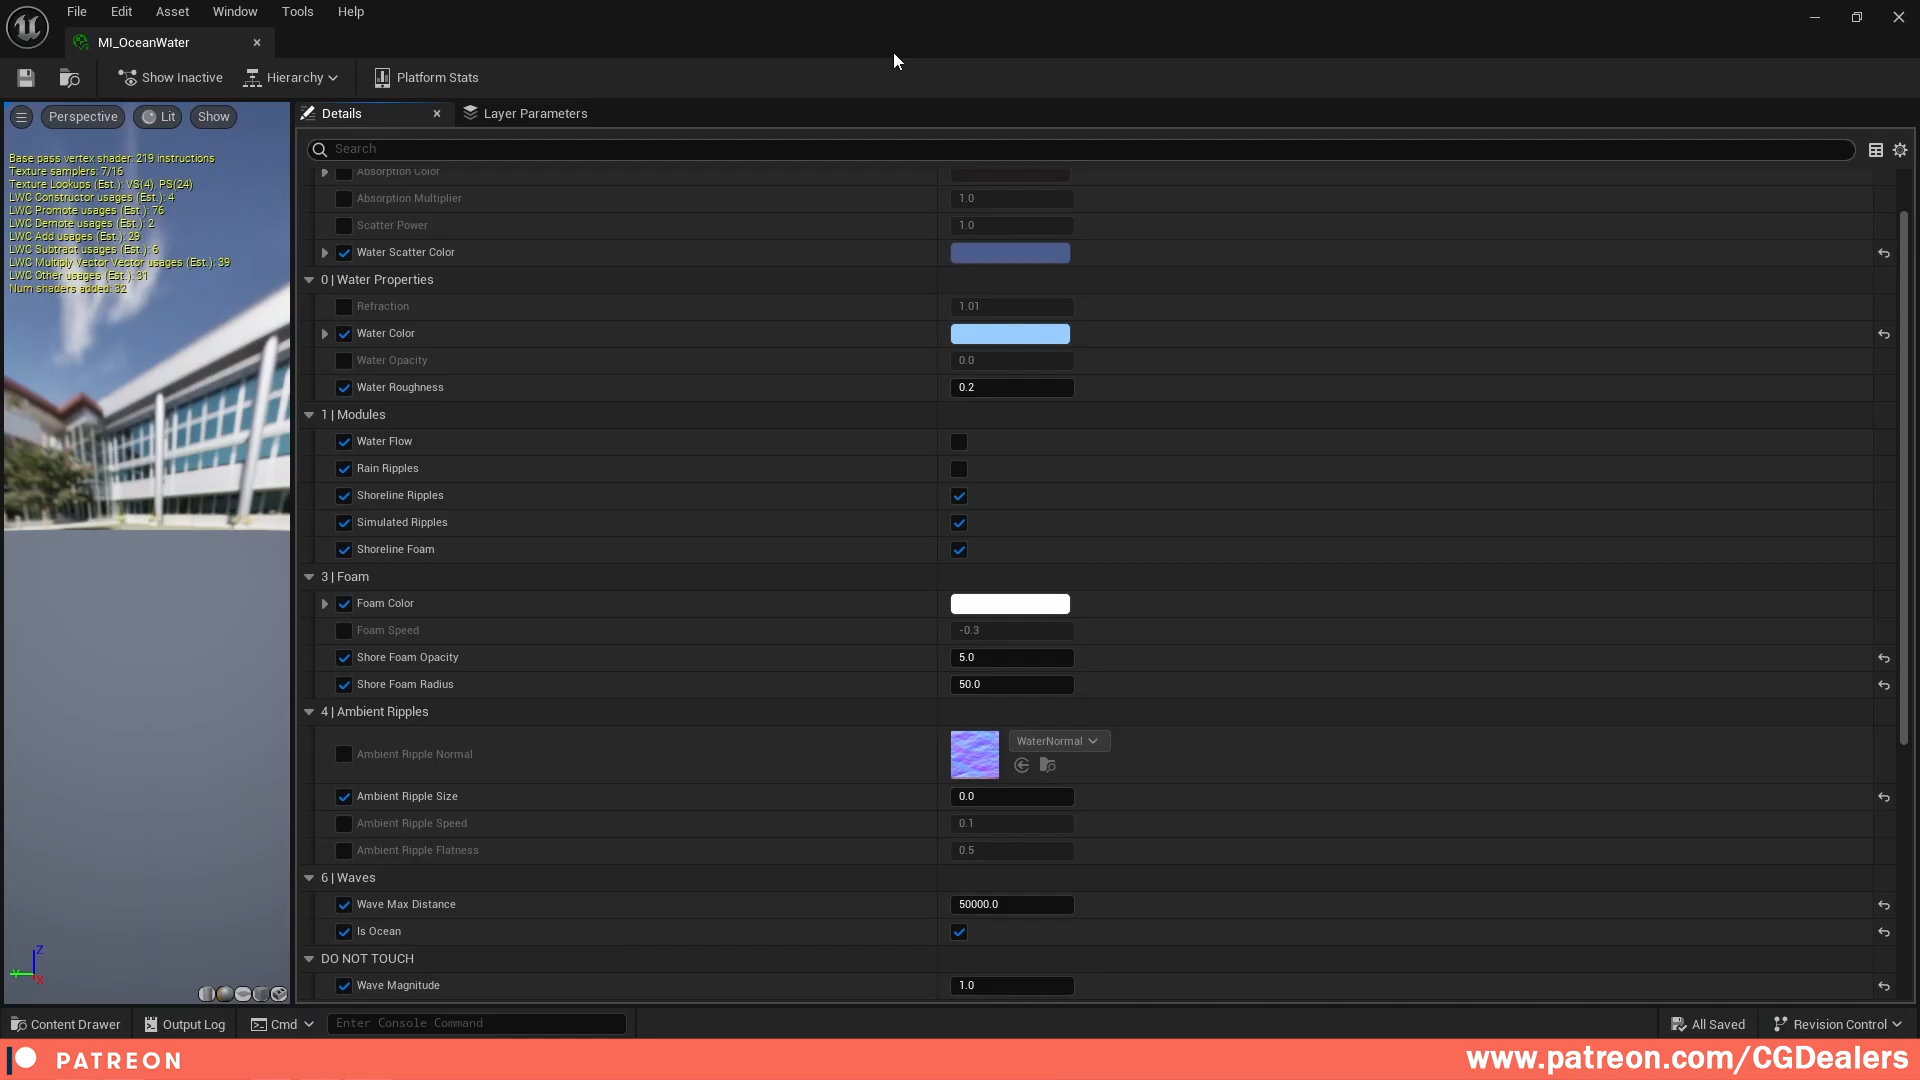 File Edit Asset Window Tools Help
MI_OceanWater
Show Inactive Hierarchy Platform Stats
Perspective Lit Show
Base pass vertex shader: 219 instructions
Texture samplers: 7/16
Texture Lookups (Est.): VS(4), PS(24)
LWC Constructor usages (Est.): 4
LWC Promote usages (Est.): 76
LWC Demote usages (Est.): 2
LWC Add usages (Est.): 29
LWC Subtract usages (Est.): 6
LWC Multiply Vector Vector usages (Est.): 39
LWC Other usages (Est.): 31
Num shaders added: 32
Z
Y
X
Details Layer Parameters
Search
Absorption Color
Absorption Multiplier 1.0
Scatter Power 1.0
Water Scatter Color
0 | Water Properties
Refraction 1.01
Water Color
Water Opacity 0.0
Water Roughness 0.2
1 | Modules
Water Flow
Rain Ripples
Shoreline Ripples
Simulated Ripples
Shoreline Foam
3 | Foam
Foam Color
Foam Speed -0.3
Shore Foam Opacity 5.0
Shore Foam Radius 50.0
4 | Ambient Ripples
Ambient Ripple Normal WaterNormal
Ambient Ripple Size 0.0
Ambient Ripple Speed 0.1
Ambient Ripple Flatness 0.5
6 | Waves
Wave Max Distance 50000.0
Is Ocean
DO NOT TOUCH
Wave Magnitude 1.0
Content Drawer Output Log Cmd Enter Console Command All Saved Revision Control
PATREON www.patreon.com/CGDealers